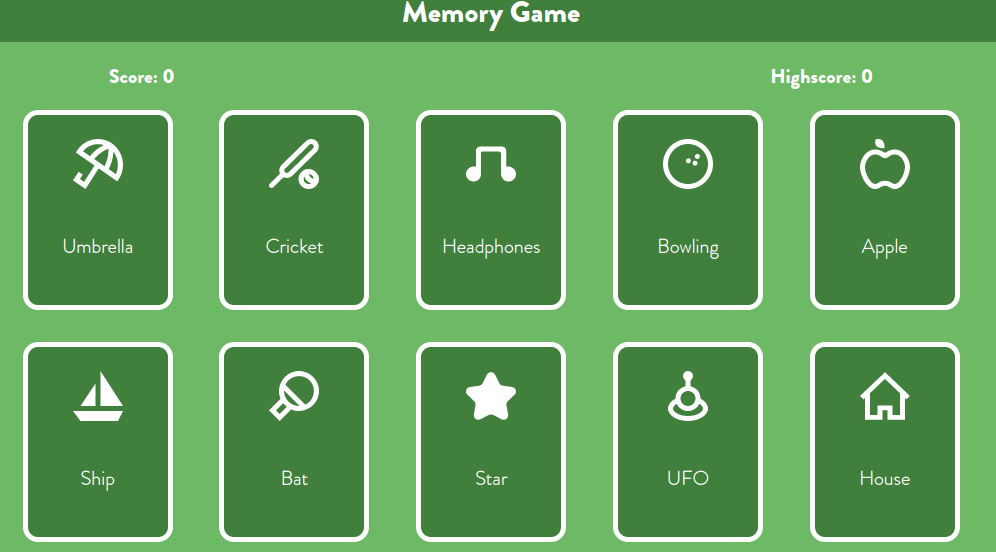 Memory Game
Score: 0
Highscore: 0
Umbrella
Cricket
Headphones
Bowling
Apple
Ship
Bat
Star
UFO
House